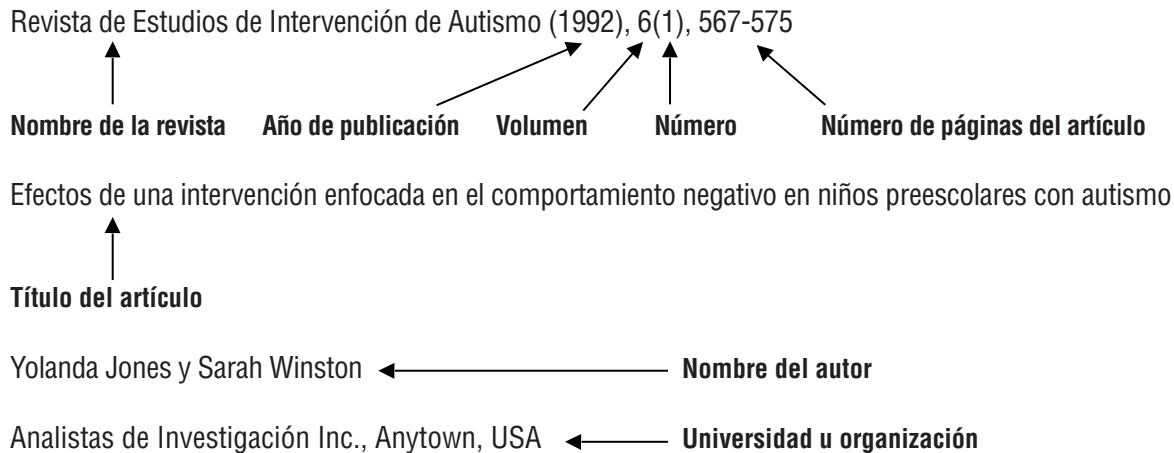 Revista de Estudios de Intervención de Autismo (1992), 6(1), 567-575
Nombre de la revista Año de publicación Volumen Número Número de páginas del artículo
Efectos de una intervención enfocada en el comportamiento negativo en niños preescolares con autismo
Título del artículo
Yolanda Jones y Sarah Winston Nombre del autor
Analistas de Investigación Inc., Anytown, USA Universidad u organización